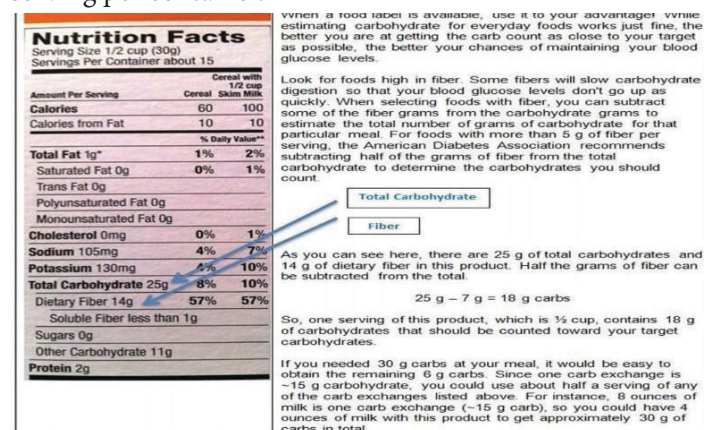 Nutrition Facts
Serving Size 1/2 cup (30g)
Servings Per Container about 15
Cereal with
1/2 cup
Amount Per Serving Cereal Skim Milk
Calories 60 100
Calories from Fat 10 10
% Daily Value**
Total Fat 1g* 1% 2%
Saturated Fat 0g 0% 1%
Trans Fat 0g
Polyunsaturated Fat 0g
Monounsaturated Fat 0g
Cholesterol 0mg 0% 1%
Sodium 105mg 4% 7%
Potassium 130mg 4% 10%
Total Carbohydrate 25g 8% 10%
Dietary Fiber 14g 57% 57%
Soluble Fiber less than 1g
Sugars 0g
Other Carbohydrate 11g
Protein 2g
When a food label is available, use it to your advantage! While
estimating carbohydrate for everyday foods works just fine, the
better you are at getting the carb count as close to your target
as possible, the better your chances of maintaining your blood
glucose levels.
Look for foods high in fiber. Some fibers will slow carbohydrate
digestion so that your blood glucose levels don't go up as
quickly. When selecting foods with fiber, you can subtract
some of the fiber grams from the carbohydrate grams to
estimate the total number of grams of carbohydrate for that
particular meal. For foods with more than 5 g of fiber per
serving, the American Diabetes Association recommends
subtracting half of the grams of fiber from the total
carbohydrate to determine the carbohydrates you should
count.
Total Carbohydrate
Fiber
As you can see here, there are 25 g of total carbohydrates and
14 g of dietary fiber in this product. Half the grams of fiber can
be subtracted from the total.
25 g – 7 g = 18 g carbs
So, one serving of this product, which is ½ cup, contains 18 g
of carbohydrates that should be counted toward your target
carbohydrates.
If you needed 30 g carbs at your meal, it would be easy to
obtain the remaining 6 g carbs. Since one carb exchange is
~15 g carbohydrate, you could use about half a serving of any
of the carb exchanges listed above. For instance, 8 ounces of
milk is one carb exchange (~15 g carb), so you could have 4
ounces of milk with this product to get approximately 30 g of
carbs in total